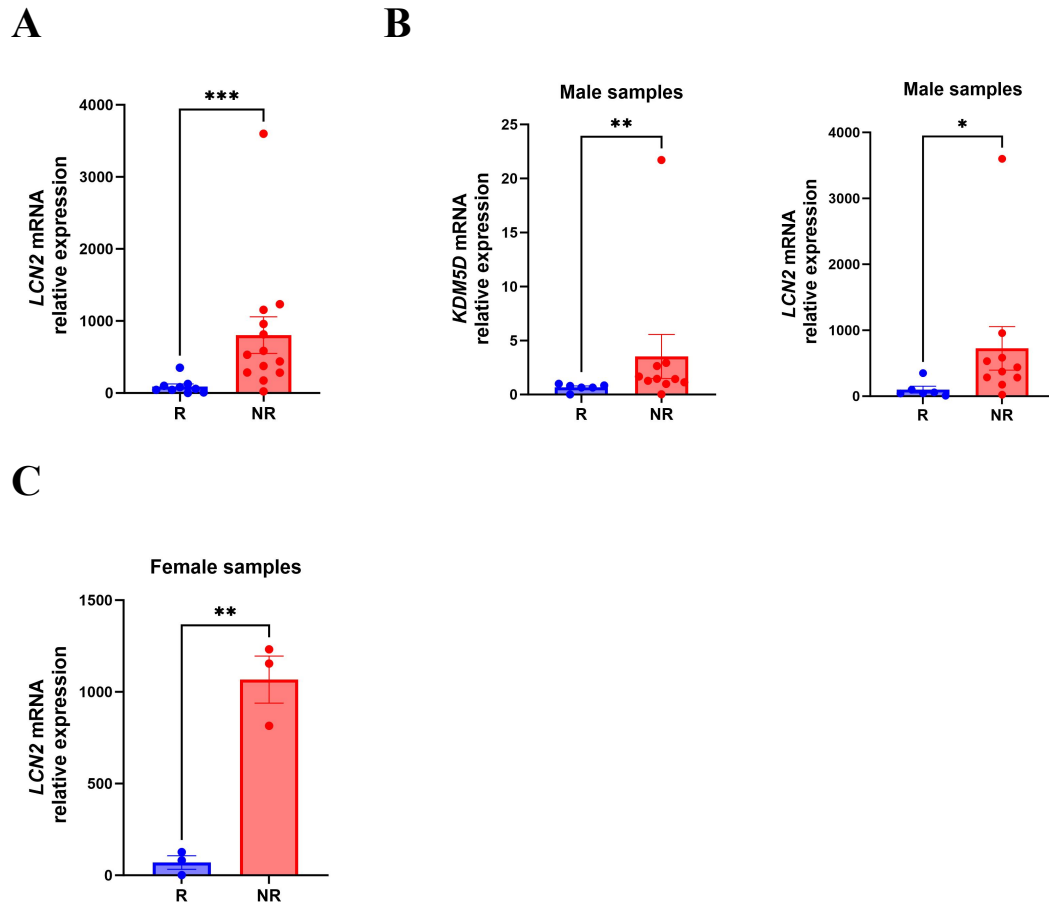 A
LCN2 mRNA
relative expression
4000
3000
2000
1000
0
***
R
NR
B
Male samples
KDM5D mRNA
relative expression
25
20
15
10
5
0
**
R
NR
Male samples
LCN2 mRNA
relative expression
4000
3000
2000
1000
0
*
R
NR
C
Female samples
LCN2 mRNA
relative expression
1500
1000
500
0
**
R
NR